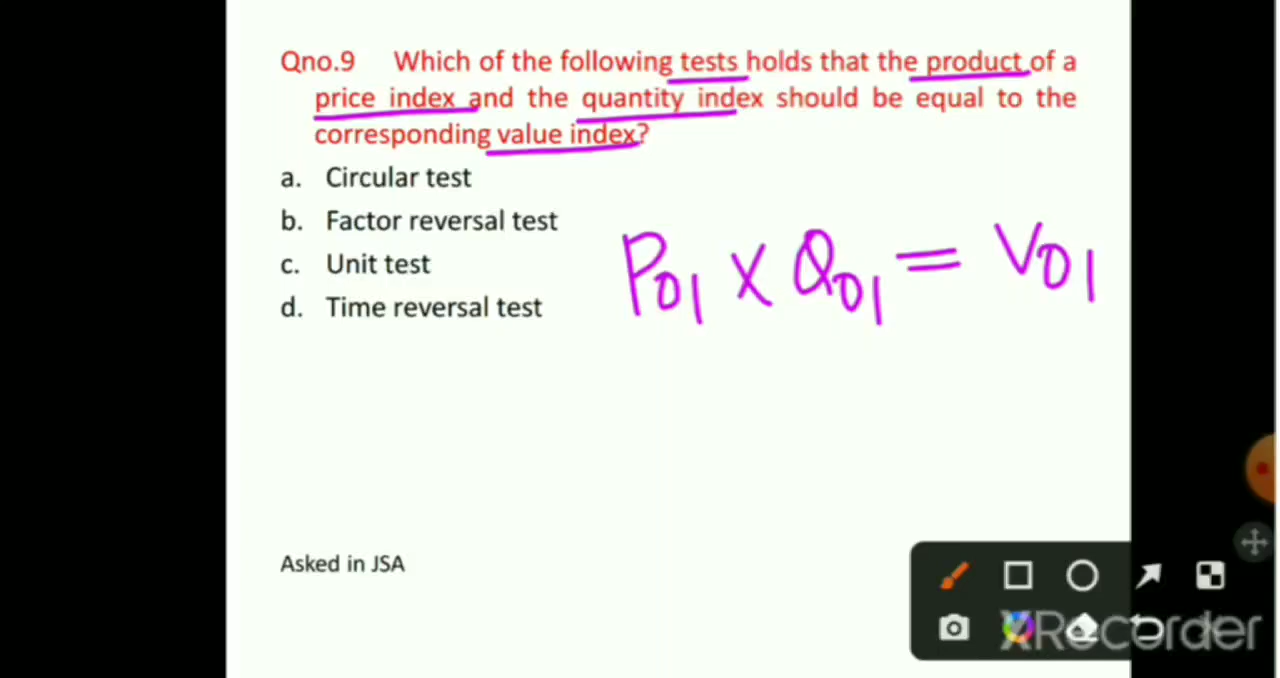 Qno.9 Which of the following tests holds that the product of a
price index and the quantity index should be equal to the
corresponding value index?
a. Circular test
b. Factor reversal test
c. Unit test
d. Time reversal test
P01 X Q01 = V01
Asked in JSA
XRecorder